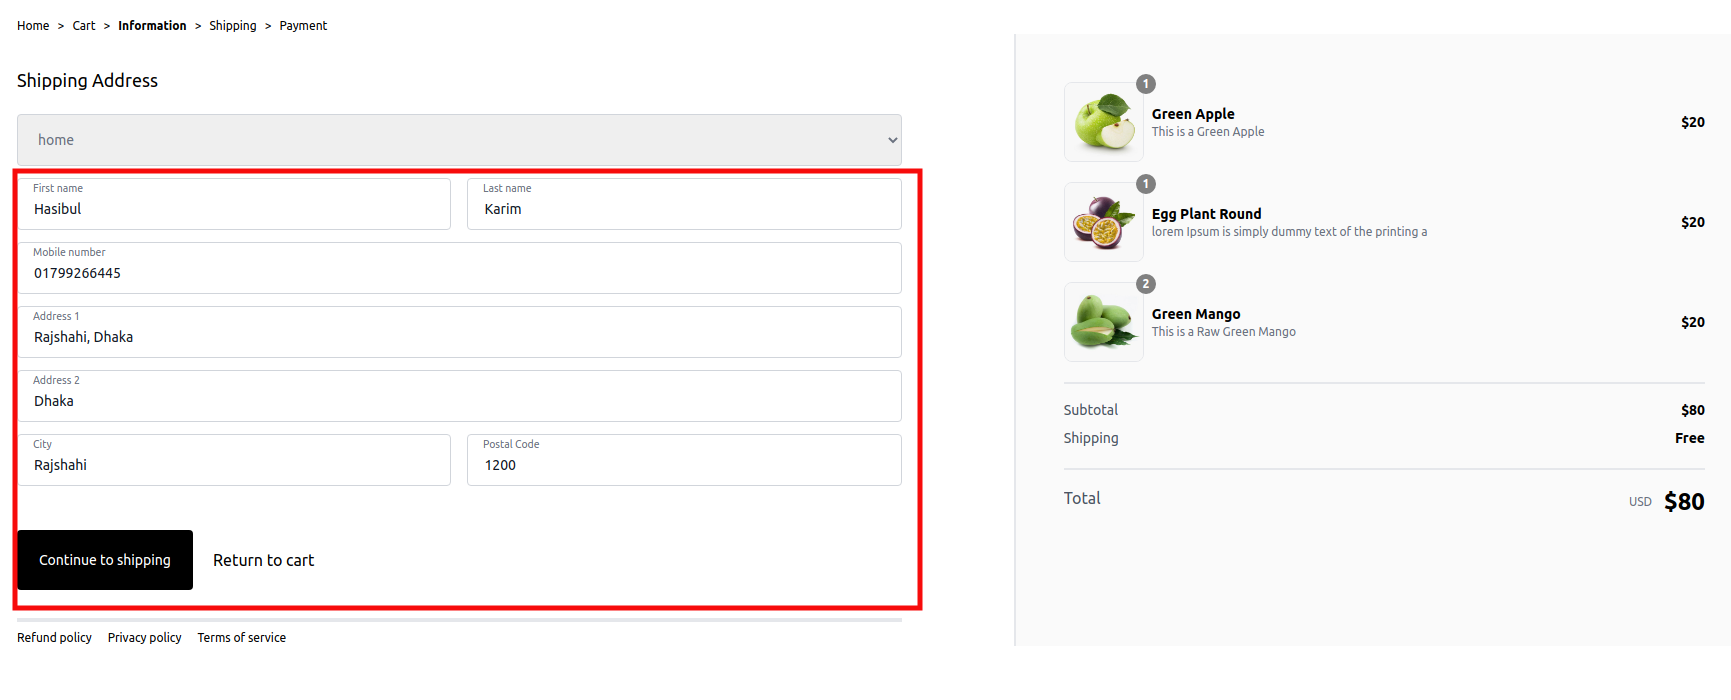 Home > Cart > Information > Shipping > Payment
Shipping Address
home
First name
Hasibul
Last name
Karim
Mobile number
01799266445
Address 1
Rajshahi, Dhaka
Address 2
Dhaka
City
Rajshahi
Postal Code
1200
Continue to shipping
Return to cart
Refund policy Privacy policy Terms of service
1
Green Apple
This is a Green Apple
$20
1
Egg Plant Round
lorem Ipsum is simply dummy text of the printing a
$20
2
Green Mango
This is a Raw Green Mango
$20
Subtotal $80
Shipping Free
Total USD $80